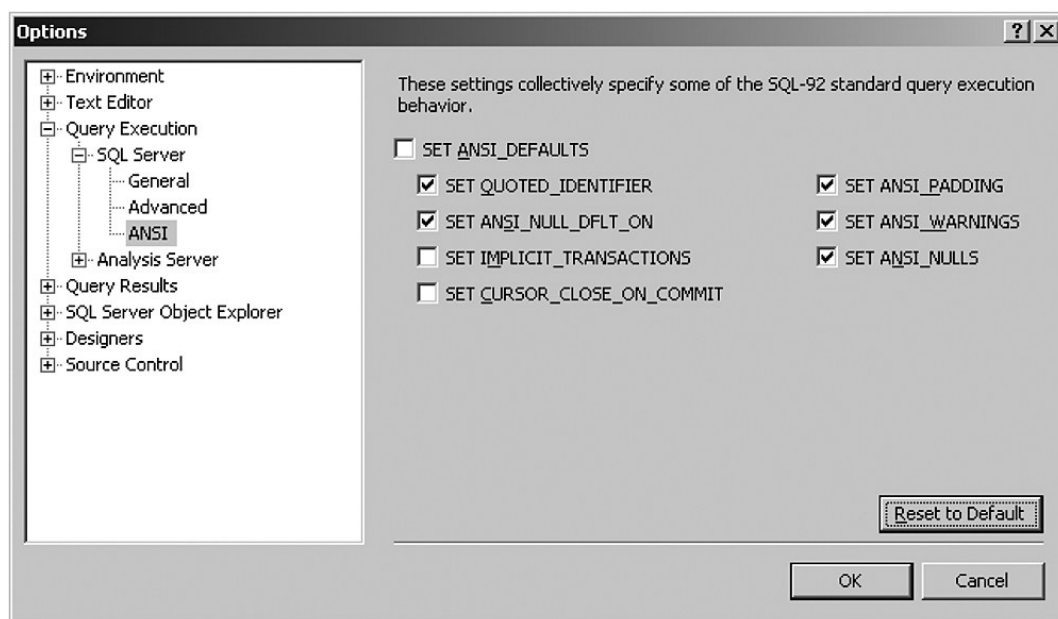 Options
Environment
Text Editor
Query Execution
SQL Server
General
Advanced
ANSI
Analysis Server
Query Results
SQL Server Object Explorer
Designers
Source Control
These settings collectively specify some of the SQL-92 standard query execution
behavior.
SET ANSI_DEFAULTS
SET QUOTED_IDENTIFIER
SET ANSI_NULL_DFLT_ON
SET IMPLICIT_TRANSACTIONS
SET CURSOR_CLOSE_ON_COMMIT
SET ANSI_PADDING
SET ANSI_WARNINGS
SET ANSI_NULLS
Reset to Default
OK
Cancel